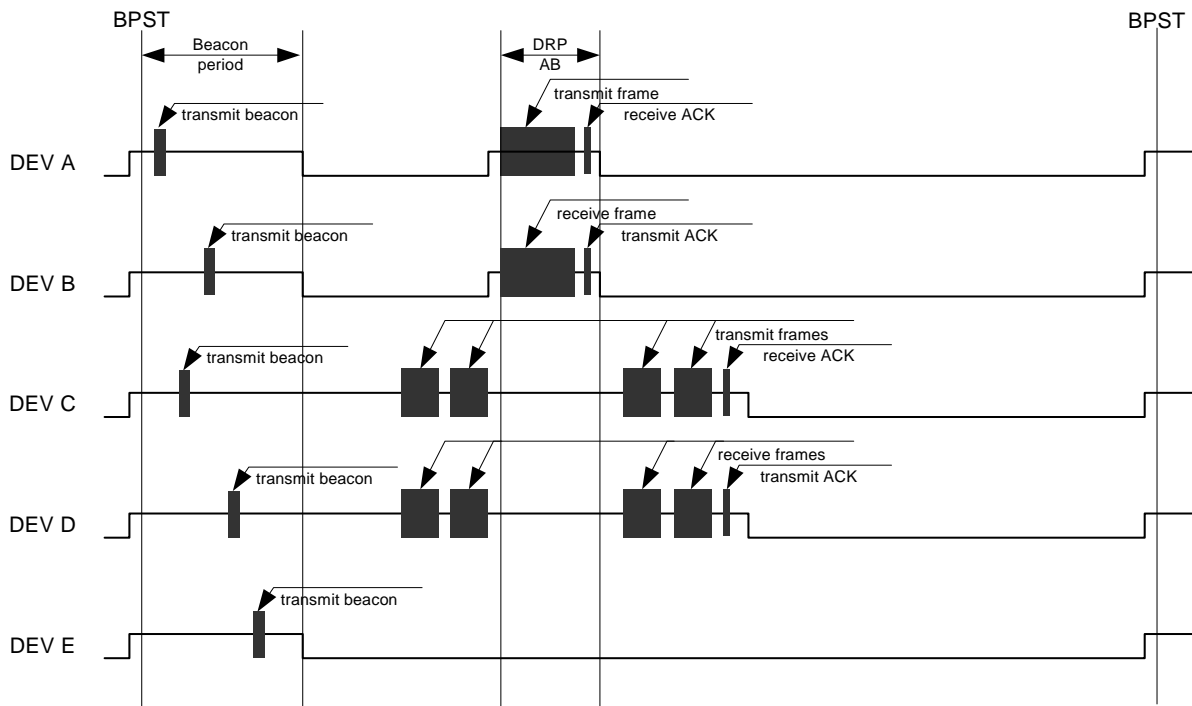 BPST
BPST
Beacon
period
DRP
AB
transmit frame
transmit beacon
receive ACK
DEV A
receive frame
transmit beacon
transmit ACK
DEV B
transmit frames
transmit beacon
receive ACK
DEV C
receive frames
transmit beacon
transmit ACK
DEV D
transmit beacon
DEV E